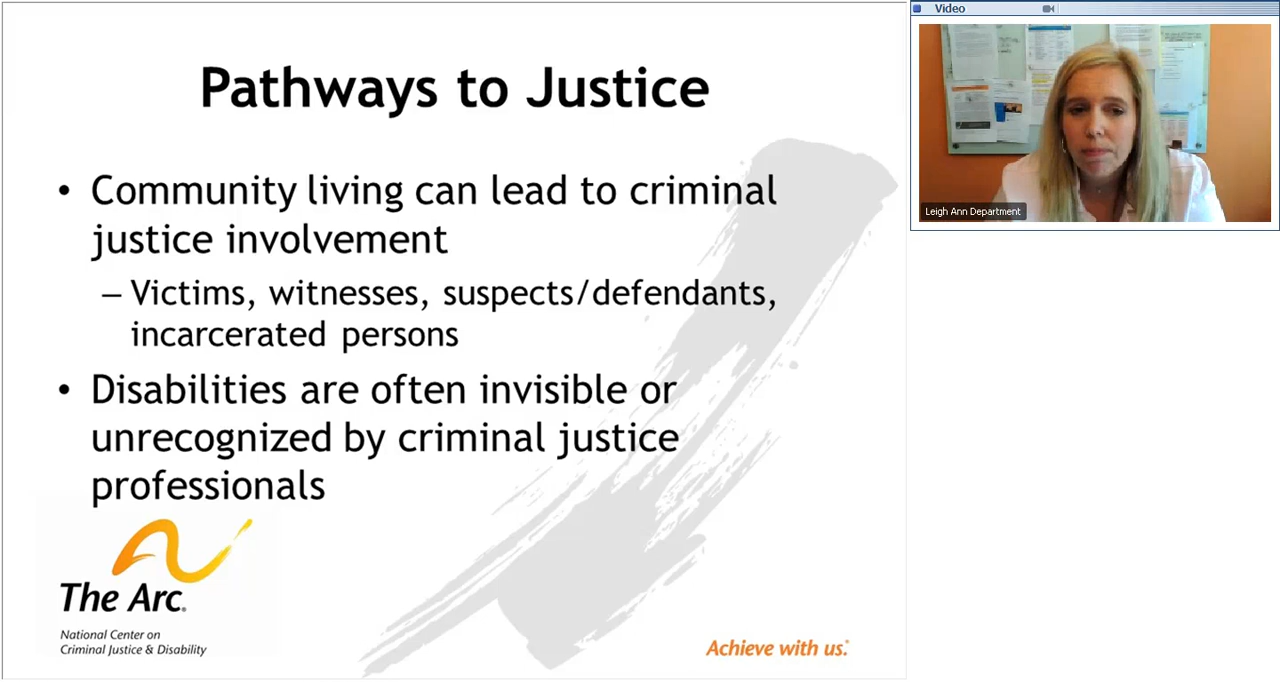 Pathways to Justice
• Community living can lead to criminal
justice involvement
– Victims, witnesses, suspects/defendants,
incarcerated persons
• Disabilities are often invisible or
unrecognized by criminal justice
professionals
The Arc®
National Center on
Criminal Justice & Disability
Achieve with us.®
Video
Leigh Ann Department